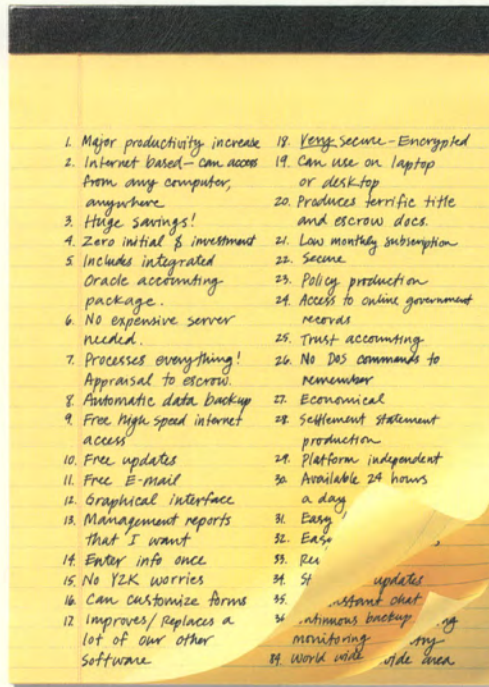 1. Major productivity increase
2. Internet based - can access
from any computer,
anywhere
3. Huge savings!
4. Zero initial $ investment
5. Includes integrated
Oracle accounting
package.
6. No expensive server
needed.
7. Processes everything!
Appraisal to escrow.
8. Automatic data backup
9. Free high speed internet
access
10. Free updates
11. Free E-mail
12. Graphical interface
13. Management reports
that I want
14. Enter info once
15. No Y2K worries
16. Can customize forms
17. Improves/Replaces a
lot of our other
software
18. Very secure - Encrypted
19. Can use on laptop
or desktop
20. Produces terrific title
and escrow docs.
21. Low monthly subscription
22. Secure
23. Policy production
24. Access to online government
records
25. Trust accounting
26. No DOS commands to
remember
27. Economical
28. Settlement statement
production
29. Platform independent
30. Available 24 hours
a day
31. Easy
32.
33.
34. updates
35. chat
36. backup
monitoring
39. World wide area